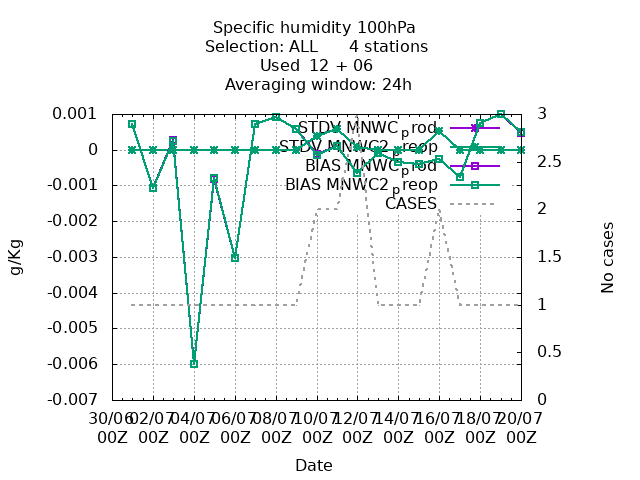 Specific humidity 100hPa
Selection: ALL 4 stations
Used 12 + 06
Averaging window: 24h
0.001
0
-0.001
-0.002
-0.003
-0.004
-0.005
-0.006
-0.007
3
2.5
2
1.5
1
0.5
0
STDV MNWC_prod
STDV MNWC2_preop
BIAS MNWC_prod
BIAS MNWC2_preop
CASES
g/Kg
No cases
30/06 02/07 04/07 06/07 08/07 10/07 12/07 14/07 16/07 18/07 20/07
00Z 00Z 00Z 00Z 00Z 00Z 00Z 00Z 00Z 00Z 00Z
Date